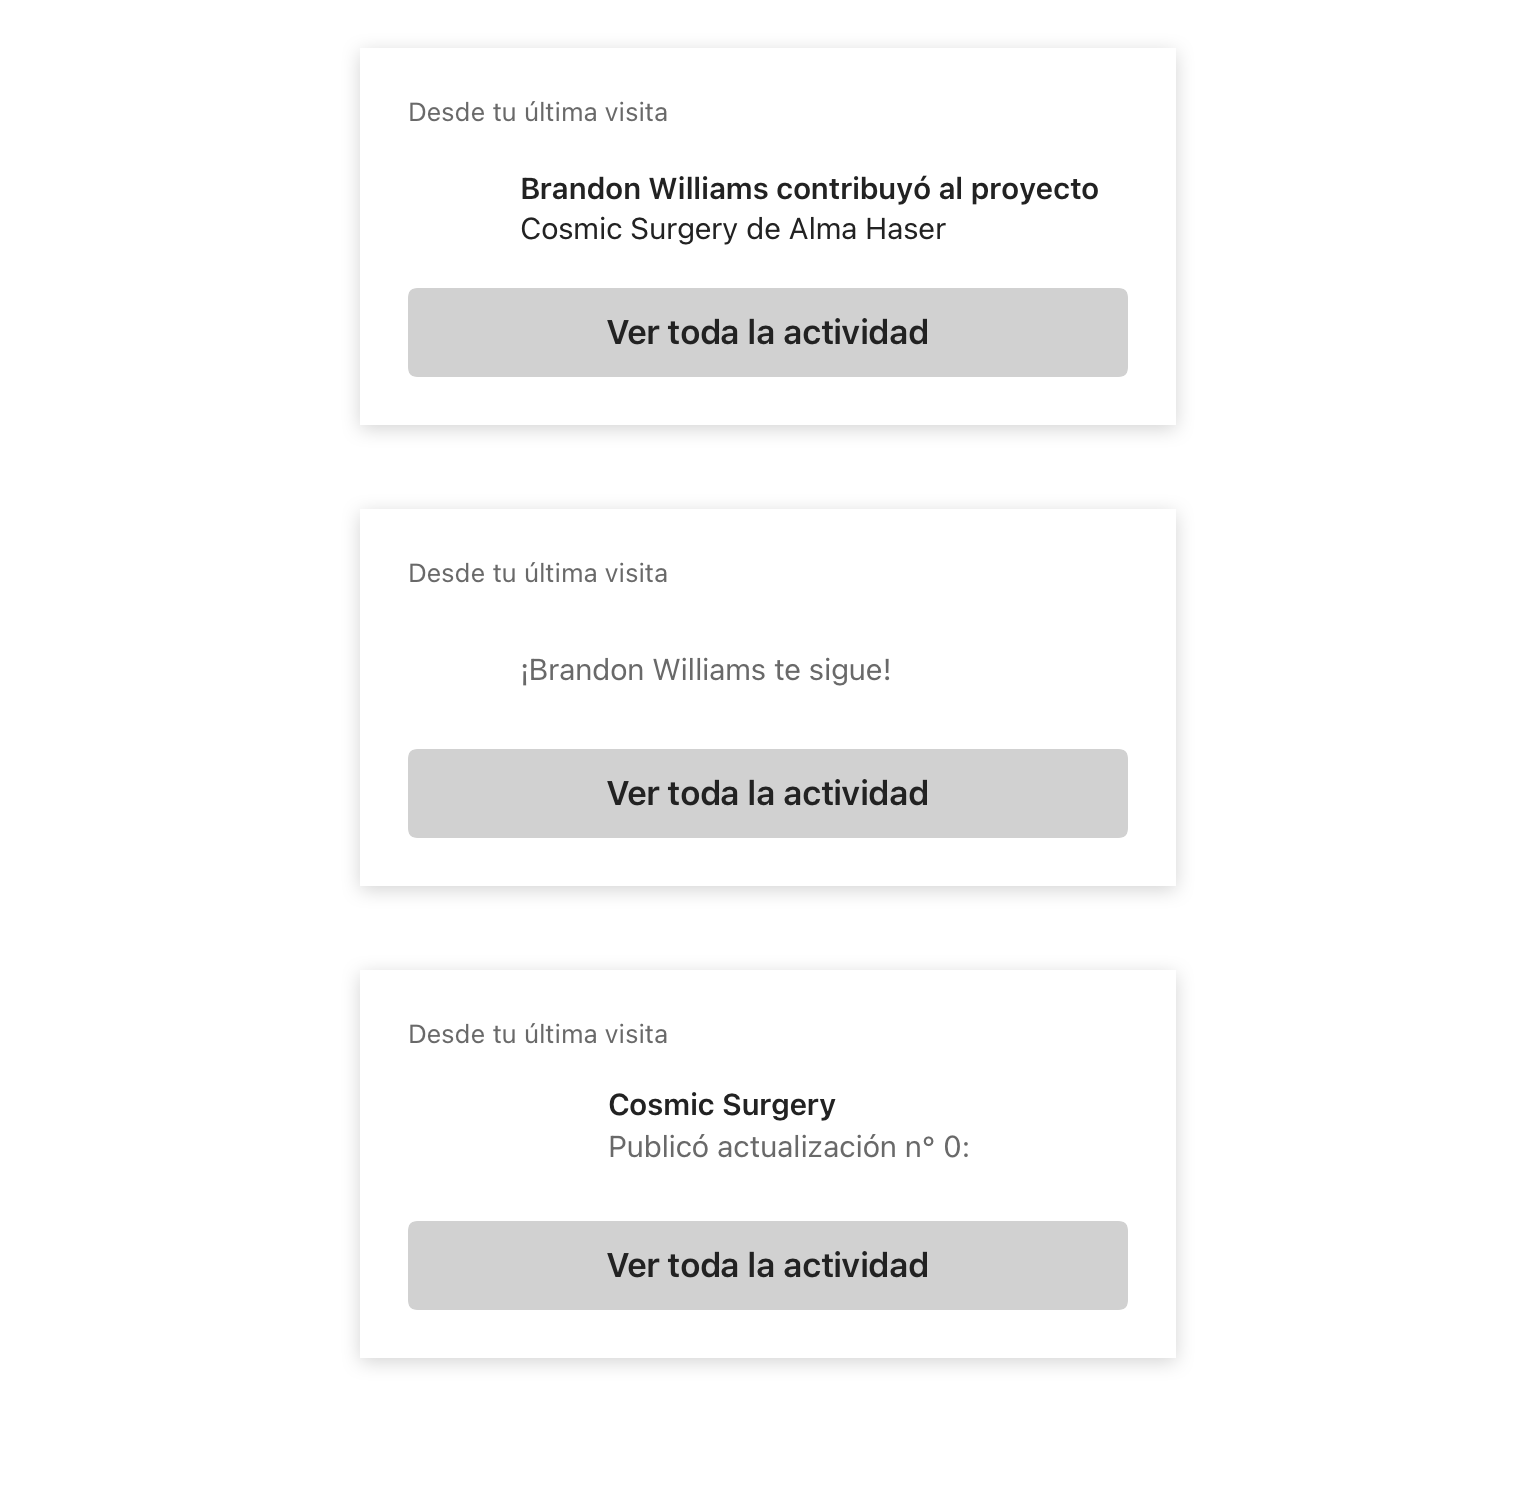 Desde tu última visita
Brandon Williams contribuyó al proyecto
Cosmic Surgery de Alma Haser
Ver toda la actividad
Desde tu última visita
¡Brandon Williams te sigue!
Ver toda la actividad
Desde tu última visita
Cosmic Surgery
Publicó actualización n° 0:
Ver toda la actividad